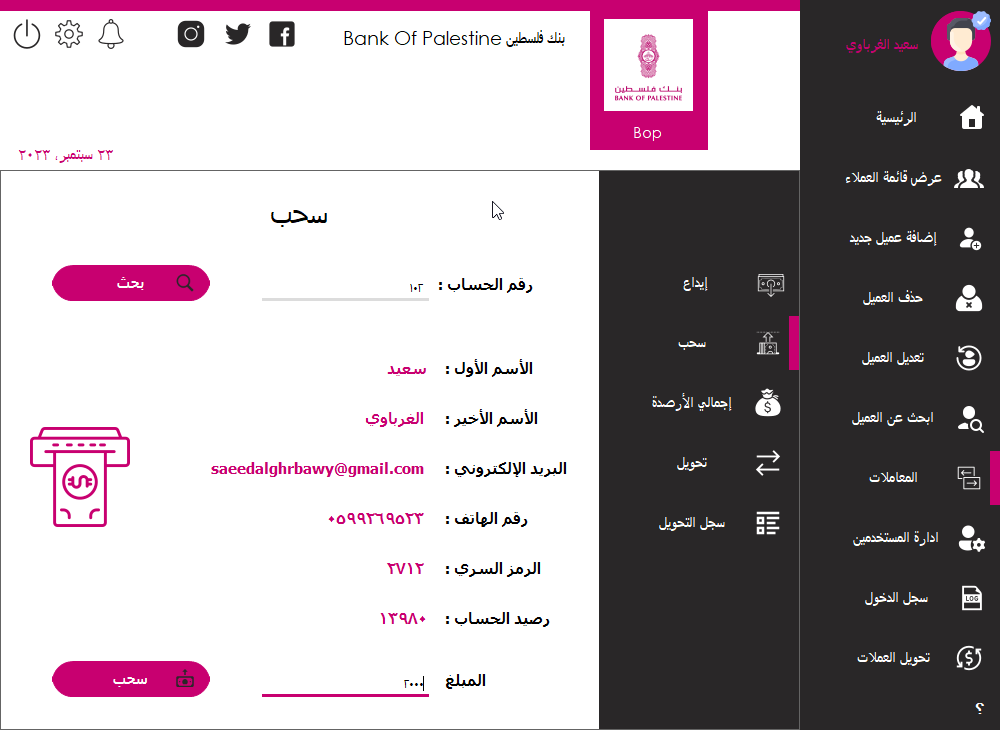 سعيد الغرباوي
الرئيسية
عرض قائمة العملاء
إضافة عميل جديد
حذف العميل
تعديل العميل
ابحث عن العميل
المعاملات
ادارة المستخدمين
سجل الدخول
LOG
تحويل العملات
؟
بنك فلسطين Bank Of Palestine
بنك فلسطين
BANK OF PALESTINE
Bop
٢٣ سبتمبر، ٢٠٢٣
إيداع
سحب
إجمالي الأرصدة
تحويل
سجل التحويل
سحب
رقم الحساب : ١٠٢
بحث
الأسم الأول : سعيد
الأسم الأخير : الغرباوي
البريد الإلكتروني : saeedalghrbawy@gmail.com
رقم الهاتف : ٠٥٩٩٢٦٩٥٢٣
الرمز السري : ٢٧١٢
رصيد الحساب : ١٣٩٨٠
المبلغ ٢٠٠٠
سحب